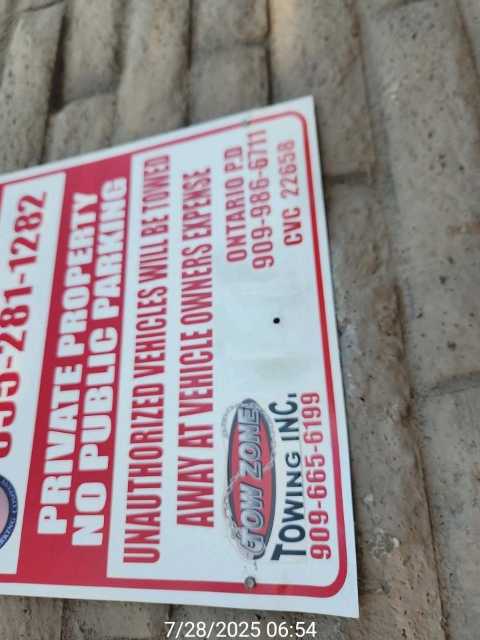 55-281-1282
PRIVATE PROPERTY
NO PUBLIC PARKING
UNAUTHORIZED VEHICLES WILL BE TOWED
AWAY AT VEHICLE OWNERS EXPENSE
TOW ZONE
TOWING INC.
909-665-6199
ONTARIO P.D.
909-986-6711
CVC 22658
7/28/2025 06:54